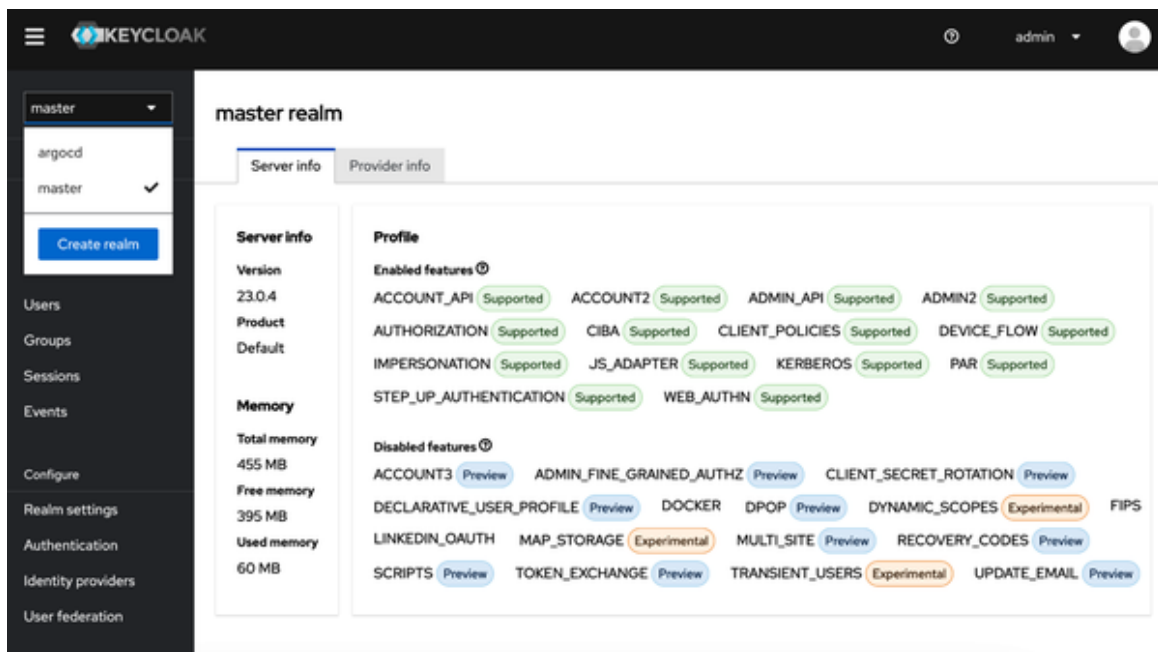 KEYCLOAK
admin
master
argocd
master
Create realm
Users
Groups
Sessions
Events
Configure
Realm settings
Authentication
Identity providers
User federation
master realm
Server info Provider info
Server info
Version
23.0.4
Product
Default
Memory
Total memory
455 MB
Free memory
395 MB
Used memory
60 MB
Profile
Enabled features
ACCOUNT_API Supported ACCOUNT2 Supported ADMIN_API Supported ADMIN2 Supported
AUTHORIZATION Supported CIBA Supported CLIENT_POLICIES Supported DEVICE_FLOW Supported
IMPERSONATION Supported JS_ADAPTER Supported KERBEROS Supported PAR Supported
STEP_UP_AUTHENTICATION Supported WEB_AUTHN Supported
Disabled features
ACCOUNT3 Preview ADMIN_FINE_GRAINED_AUTHZ Preview CLIENT_SECRET_ROTATION Preview
DECLARATIVE_USER_PROFILE Preview DOCKER DPOP Preview DYNAMIC_SCOPES Experimental FIPS
LINKEDIN_OAUTH MAP_STORAGE Experimental MULTI_SITE Preview RECOVERY_CODES Preview
SCRIPTS Preview TOKEN_EXCHANGE Preview TRANSIENT_USERS Experimental UPDATE_EMAIL Preview